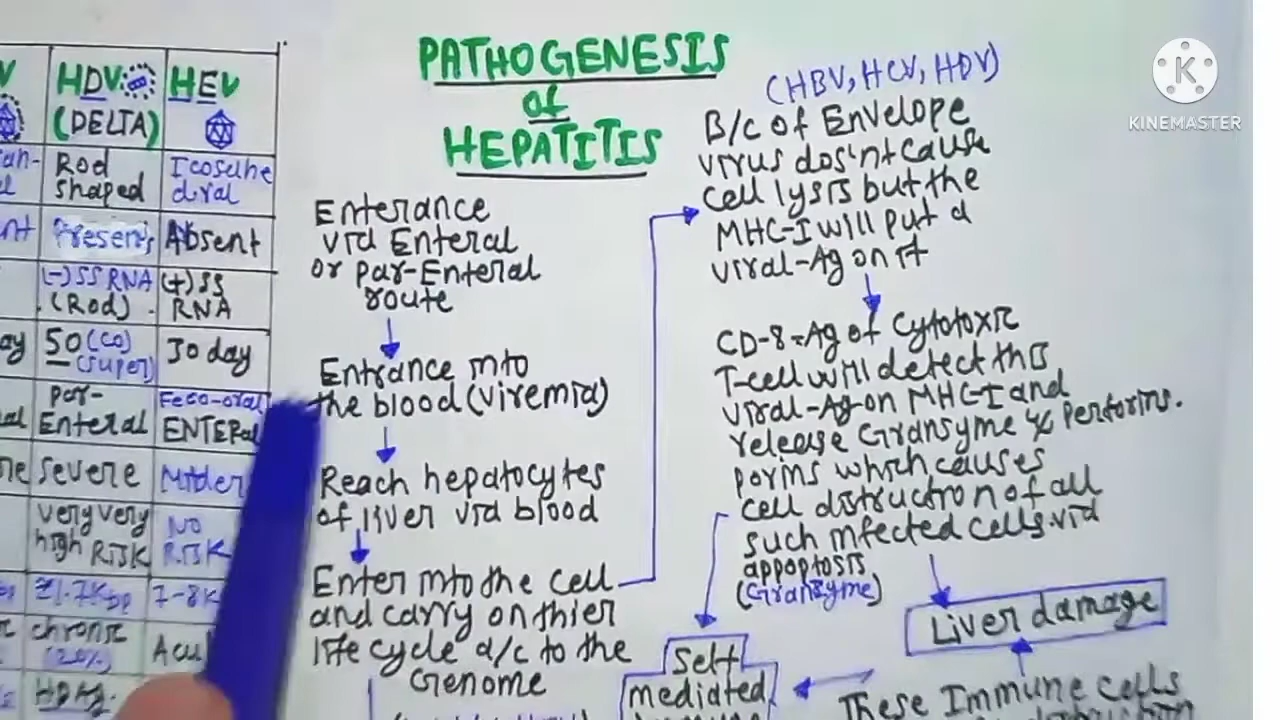 PATHOGENESIS
of
HEPATITIS
HDV HEV
(DELTA)
Rod shaped
Icosahe diral
Present
Absent
(-)SS RNA (Rod)
(+)SS RNA
50 (co) (super)
30 day
par-Enteral
Feco-oral ENTERal
severe
Milder
very very high RISK
No RISK
≥1.7Kbp
7-8K
chronic (20%)
Acu
HDAg.
Enterance
via Enteral
or par-Enteral
route
Entrance into
the blood (viremia)
Reach hepatocytes
of liver via blood
Enter into the cell
and carry on thier
life cycle a/c to the
Genome
(HBV, HCV, HDV)
B/c of Envelope
virus dos'nt cause
cell lysis but the
MHC-I will put a
viral-Ag on it
CD-8=Ag of Cytotoxic
T-cell will detect this
viral-Ag on MHC-I and
release Gransyme & Perforins.
porins which causes
cell distruction of all
such infected cells via
appoptosis
(Gransyme)
Liver damage
Self
mediated
These Immune cells
KINEMASTER